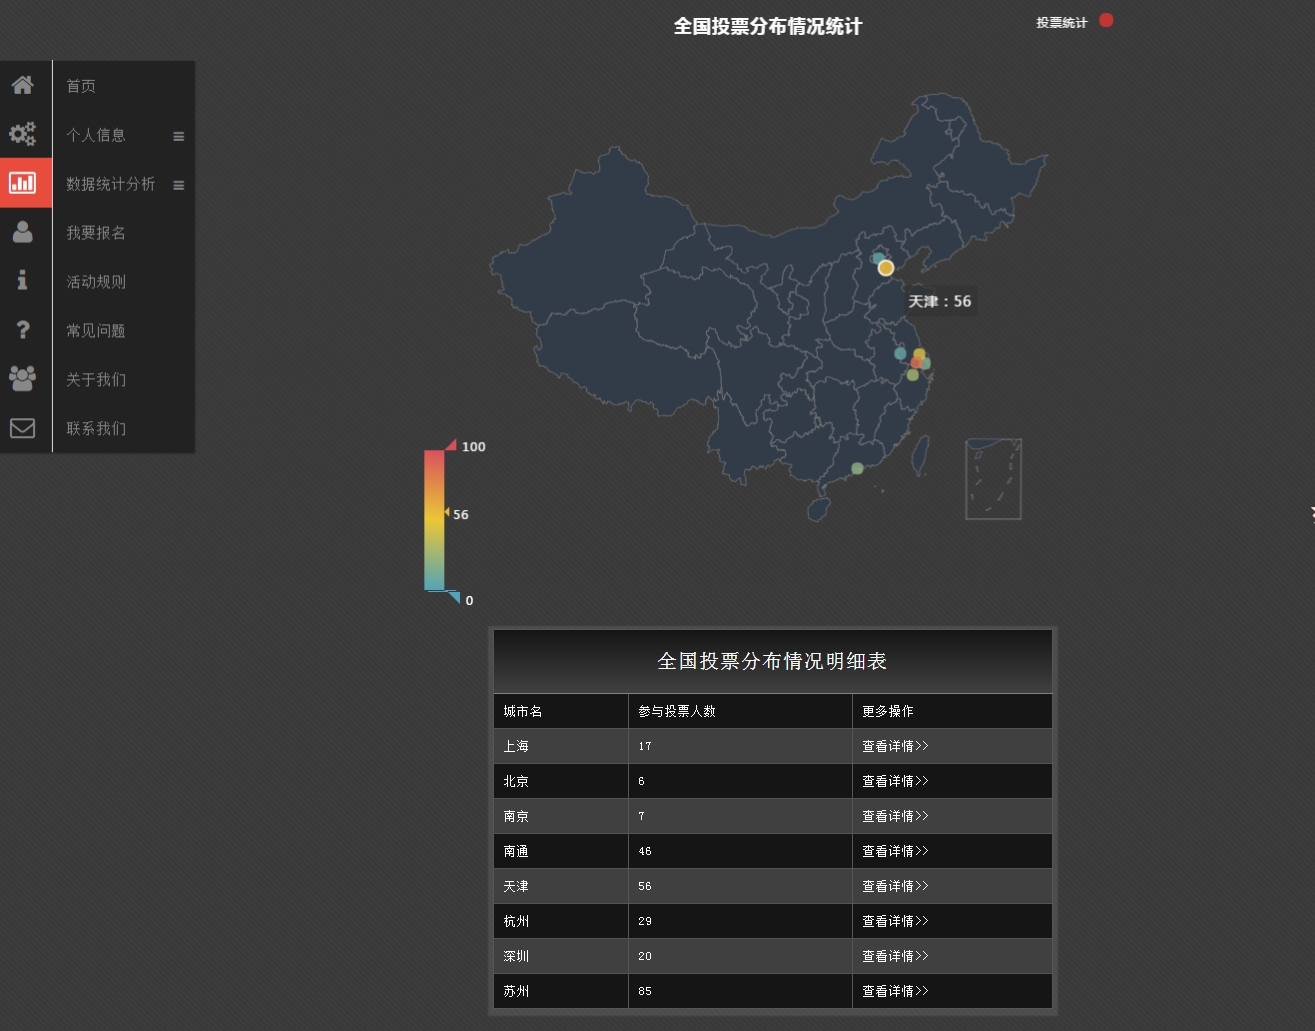 全国投票分布情况统计
投票统计
首页
个人信息
数据统计分析
我要报名
活动规则
常见问题
关于我们
联系我们
天津：56
100
56
0
全国投票分布情况明细表
城市名 参与投票人数 更多操作
上海 17 查看详情>>
北京 6 查看详情>>
南京 7 查看详情>>
南通 46 查看详情>>
天津 56 查看详情>>
杭州 29 查看详情>>
深圳 20 查看详情>>
苏州 85 查看详情>>